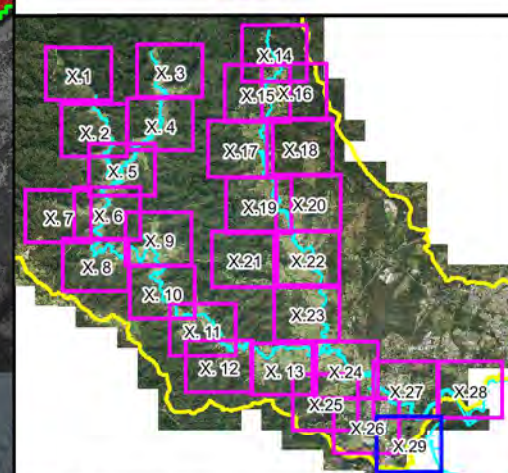 X.14
X.1
X. 3
X.15
X.16
X. 2
X. 4
X.17
X.18
X. 5
X. 7
X. 6
X.19
X.20
X. 9
X. 8
X.21
X.22
X. 10
X. 11
X.23
X. 12
X. 13
X.24
X.27
X.28
X.25
X.26
X.29